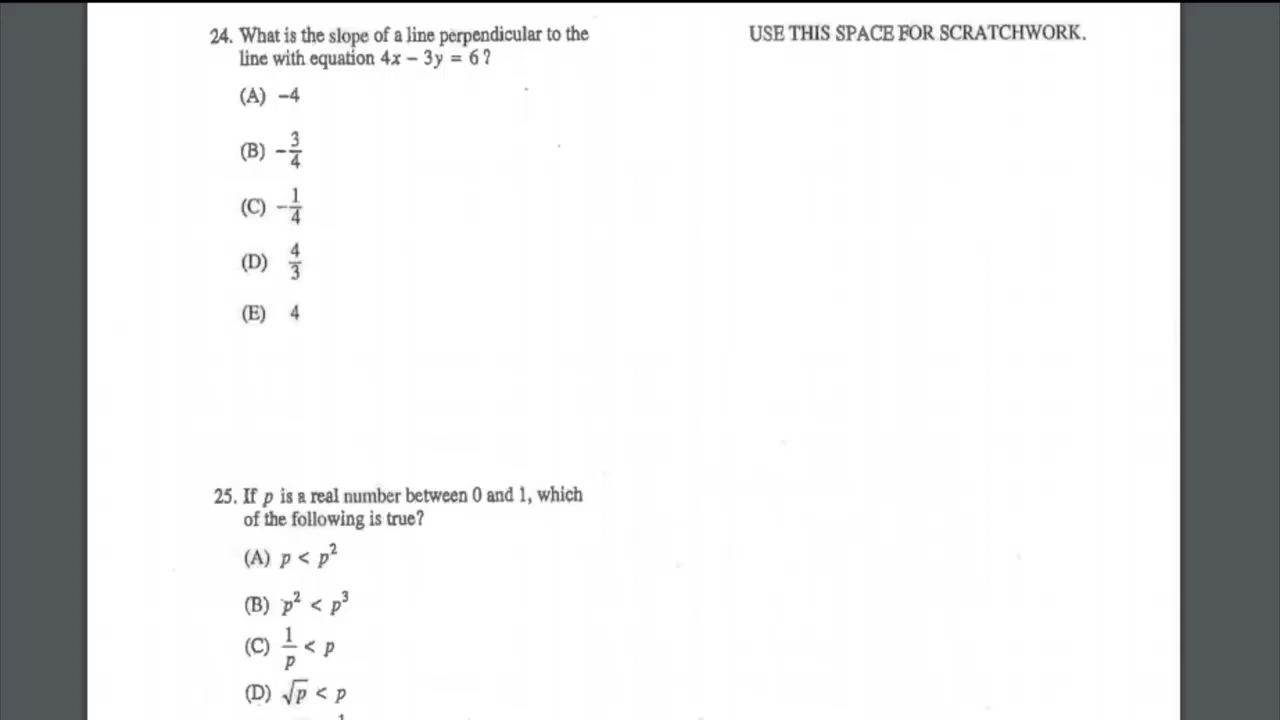 24. What is the slope of a line perpendicular to the
line with equation 4x − 3y = 6?
(A) −4
(B) −3/4
(C) −1/4
(D) 4/3
(E) 4
USE THIS SPACE FOR SCRATCHWORK.
25. If p is a real number between 0 and 1, which
of the following is true?
(A) p < p²
(B) p² < p³
(C) 1/p < p
(D) √p < p